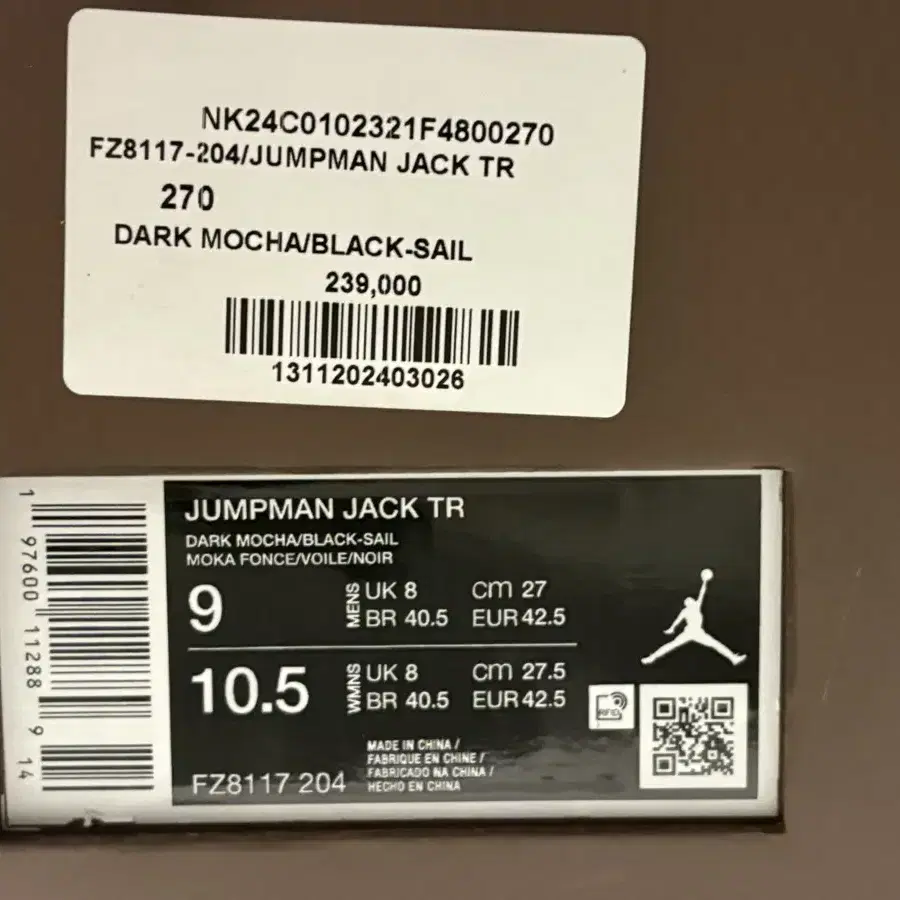 NK24C0102321F4800270
FZ8117-204/JUMPMAN JACK TR
270
DARK MOCHA/BLACK-SAIL
239,000
1311202403026
JUMPMAN JACK TR
DARK MOCHA/BLACK-SAIL
MOKA FONCE/VOILE/NOIR
9 MENS UK 8 CM 27
BR 40.5 EUR 42.5
10.5 WMNS UK 8 CM 27.5
BR 40.5 EUR 42.5
RFID
MADE IN CHINA /
FABRIQUE EN CHINE /
FABRICADO NA CHINA /
HECHO EN CHINA
FZ8117 204
1 97600 11288 9 14